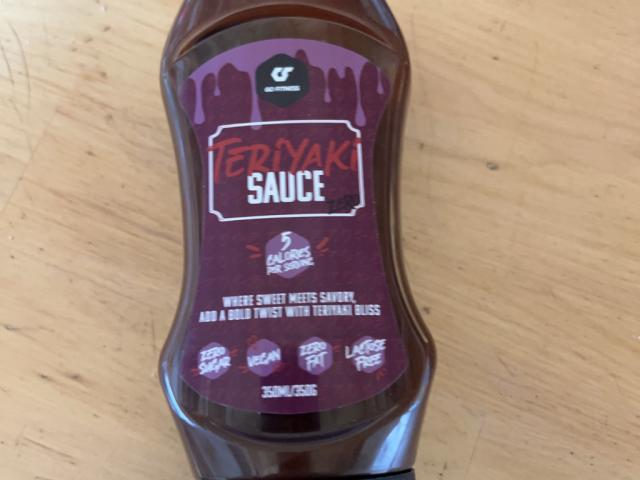 GO FITNESS
TERIYAKI
SAUCE
ZERO
5
CALORIES
PER SERVING
WHERE SWEET MEETS SAVORY,
ADD A BOLD TWIST WITH TERIYAKI BLISS
ZERO SUGAR
VEGAN
ZERO FAT
LACTOSE FREE
350ML/350G